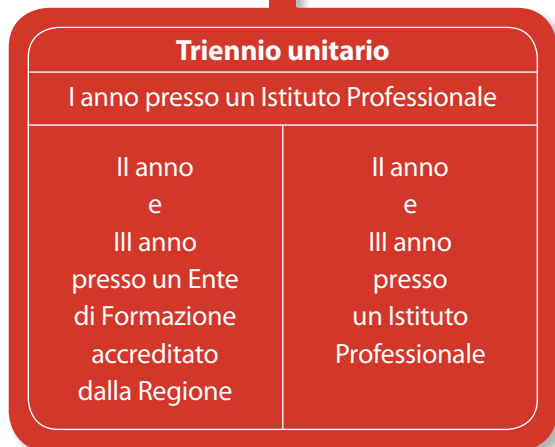 Triennio unitario
I anno presso un Istituto Professionale
II anno
e
III anno
presso un Ente
di Formazione
accreditato
dalla Regione
II anno
e
III anno
presso
un Istituto
Professionale